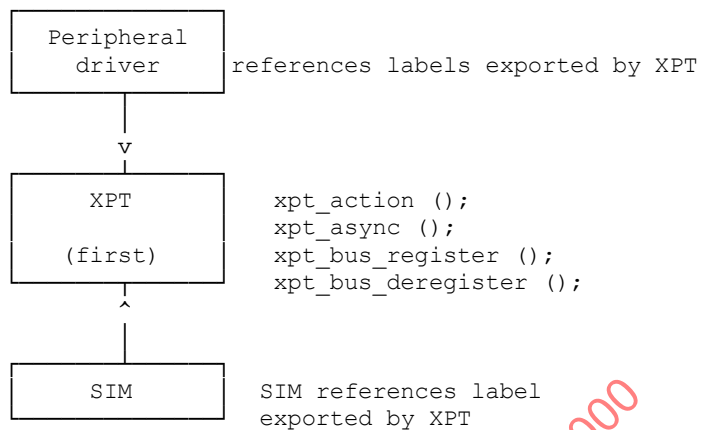 Peripheral
driver references labels exported by XPT
v
XPT xpt_action ();
xpt_async ();
(first) xpt_bus_register ();
xpt_bus_deregister ();
^
SIM SIM references label
exported by XPT
000